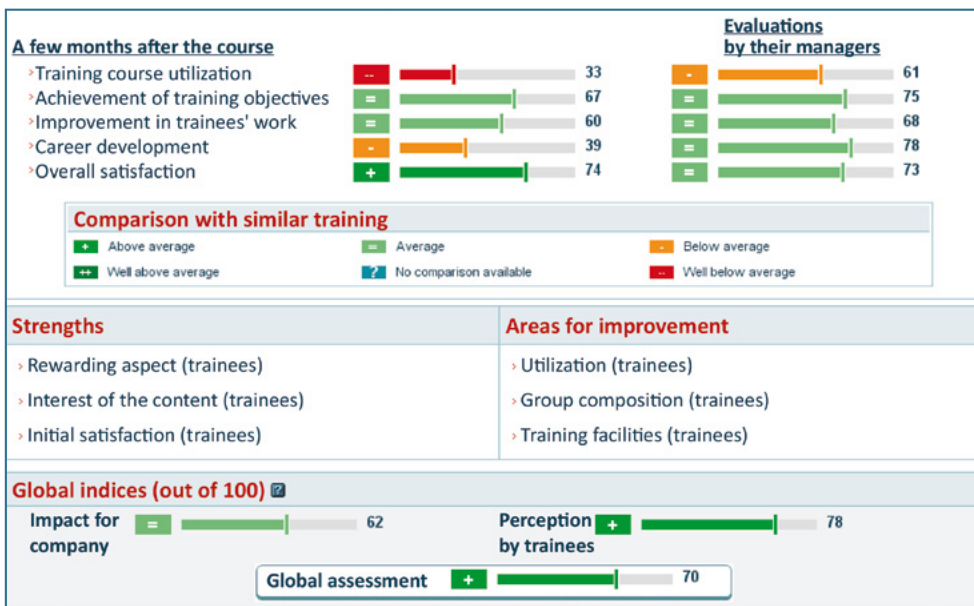 Evaluations
A few months after the course by their managers
›Training course utilization -- 33 - 61
›Achievement of training objectives = 67 = 75
›Improvement in trainees' work = 60 = 68
›Career development - 39 = 78
›Overall satisfaction + 74 = 73
Comparison with similar training
+ Above average = Average - Below average
++ Well above average ? No comparison available -- Well below average
Strengths Areas for improvement
› Rewarding aspect (trainees) › Utilization (trainees)
› Interest of the content (trainees) › Group composition (trainees)
› Initial satisfaction (trainees) › Training facilities (trainees)
Global indices (out of 100) ?
Impact for company = 62 Perception by trainees + 78
Global assessment + 70